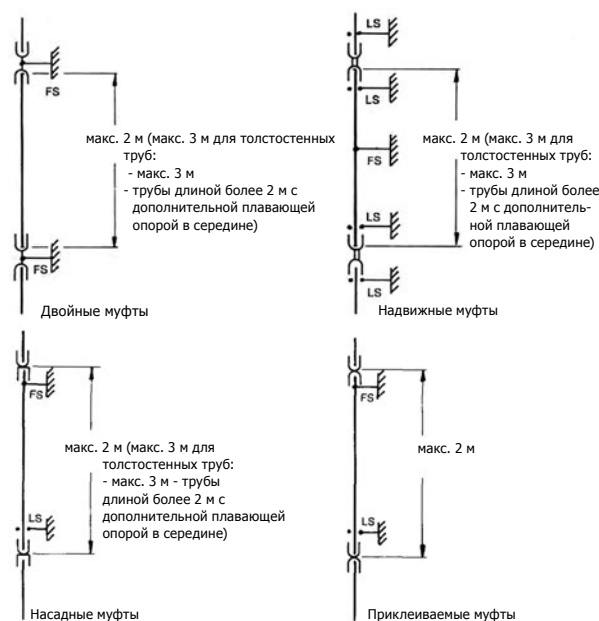 FS
макс. 2 м (макс. 3 м для толстостенных
труб:
- макс. 3 м
- трубы длиной более 2 м с
дополнительной плавающей
опорой в середине)
FS
Двойные муфты
LS
LS
макс. 2 м (макс. 3 м для
толстостенных труб:
- макс. 3 м
- трубы длиной более
2 м с дополнитель-
ной плавающей
опорой в середине)
FS
LS
LS
Надвижные муфты
FS
макс. 2 м (макс. 3 м для
толстостенных труб:
- макс. 3 м - трубы
длиной более 2 м с
дополнительной плавающей
опорой в середине)
LS
Насадные муфты
FS
макс. 2 м
LS
Приклеиваемые муфты